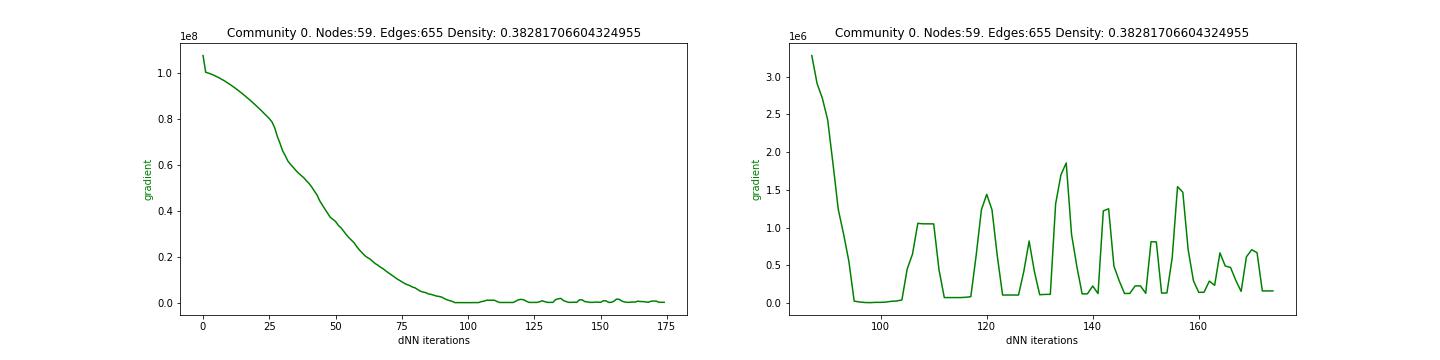 Community 0. Nodes:59. Edges:655 Density: 0.38281706604324955
1e8
1.0
0.8
0.6
0.4
0.2
0.0
gradient
0 25 50 75 100 125 150 175
dNN iterations
Community 0. Nodes:59. Edges:655 Density: 0.38281706604324955
1e6
3.0
2.5
2.0
1.5
1.0
0.5
0.0
gradient
100 120 140 160
dNN iterations